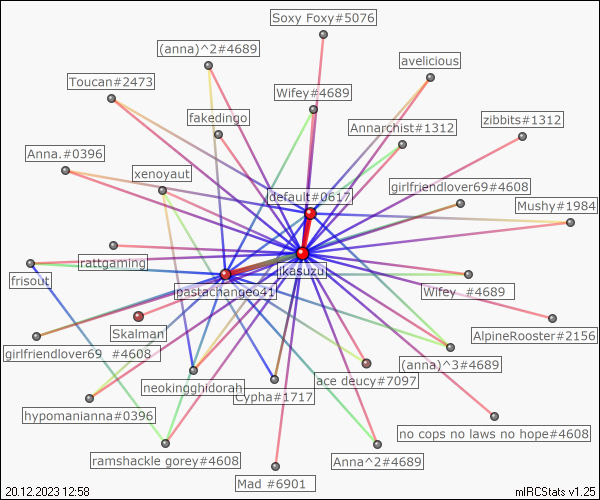 Soxy Foxy#5076
(anna)^2#4689
avelicious
Toucan#2473
Wifey#4689
fakedingo
zibbits#1312
Annarchist#1312
Anna.#0396
xenoyaut
default#0617
girlfriendlover69#4608
Mushy#1984
rattgaming
ikasuzu
frisout
pastachangeo41
Wifey_#4689
Skalman
AlpineRooster#2156
girlfriendlover69_#4608
(anna)^3#4689
ace deucy#7097
neokingghidorah
Cypha#1717
hypomanianna#0396
no cops no laws no hope#4608
ramshackle gorey#4608
Anna^2#4689
Mad_#6901
20.12.2023 12:58
mIRCStats v1.25